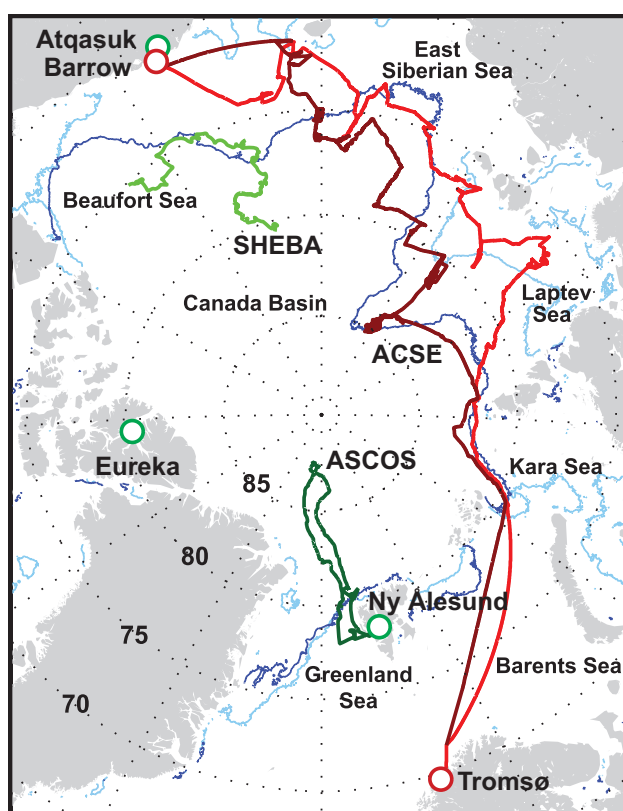 Atqasuk
Barrow
East
Siberian Sea
Beaufort Sea
SHEBA
Canada Basin
Laptev
Sea
ACSE
Eureka
ASCOS
Kara Sea
85
80
Ny Ålesund
75
Greenland
Sea
Barents Sea
70
Tromsø